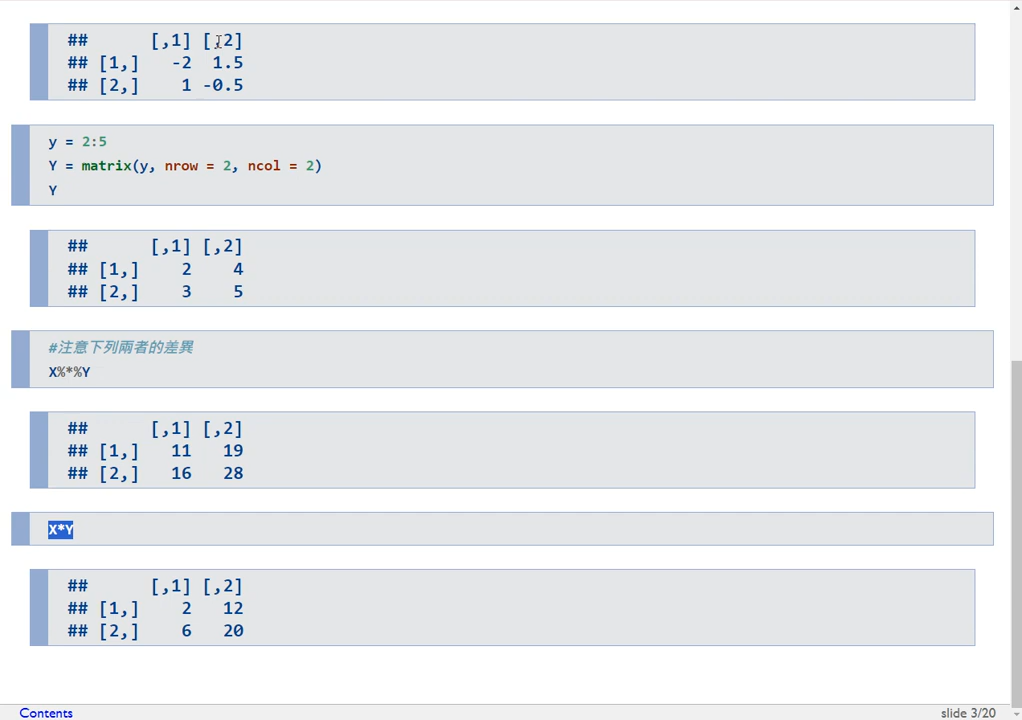 ##      [,1] [,2]
## [1,]   -2  1.5
## [2,]    1 -0.5
y = 2:5
Y = matrix(y, nrow = 2, ncol = 2)
Y
##      [,1] [,2]
## [1,]    2    4
## [2,]    3    5
#注意下列兩者的差異
X%*%Y
##      [,1] [,2]
## [1,]   11   19
## [2,]   16   28
X*Y
##      [,1] [,2]
## [1,]    2   12
## [2,]    6   20
Contents slide 3/20